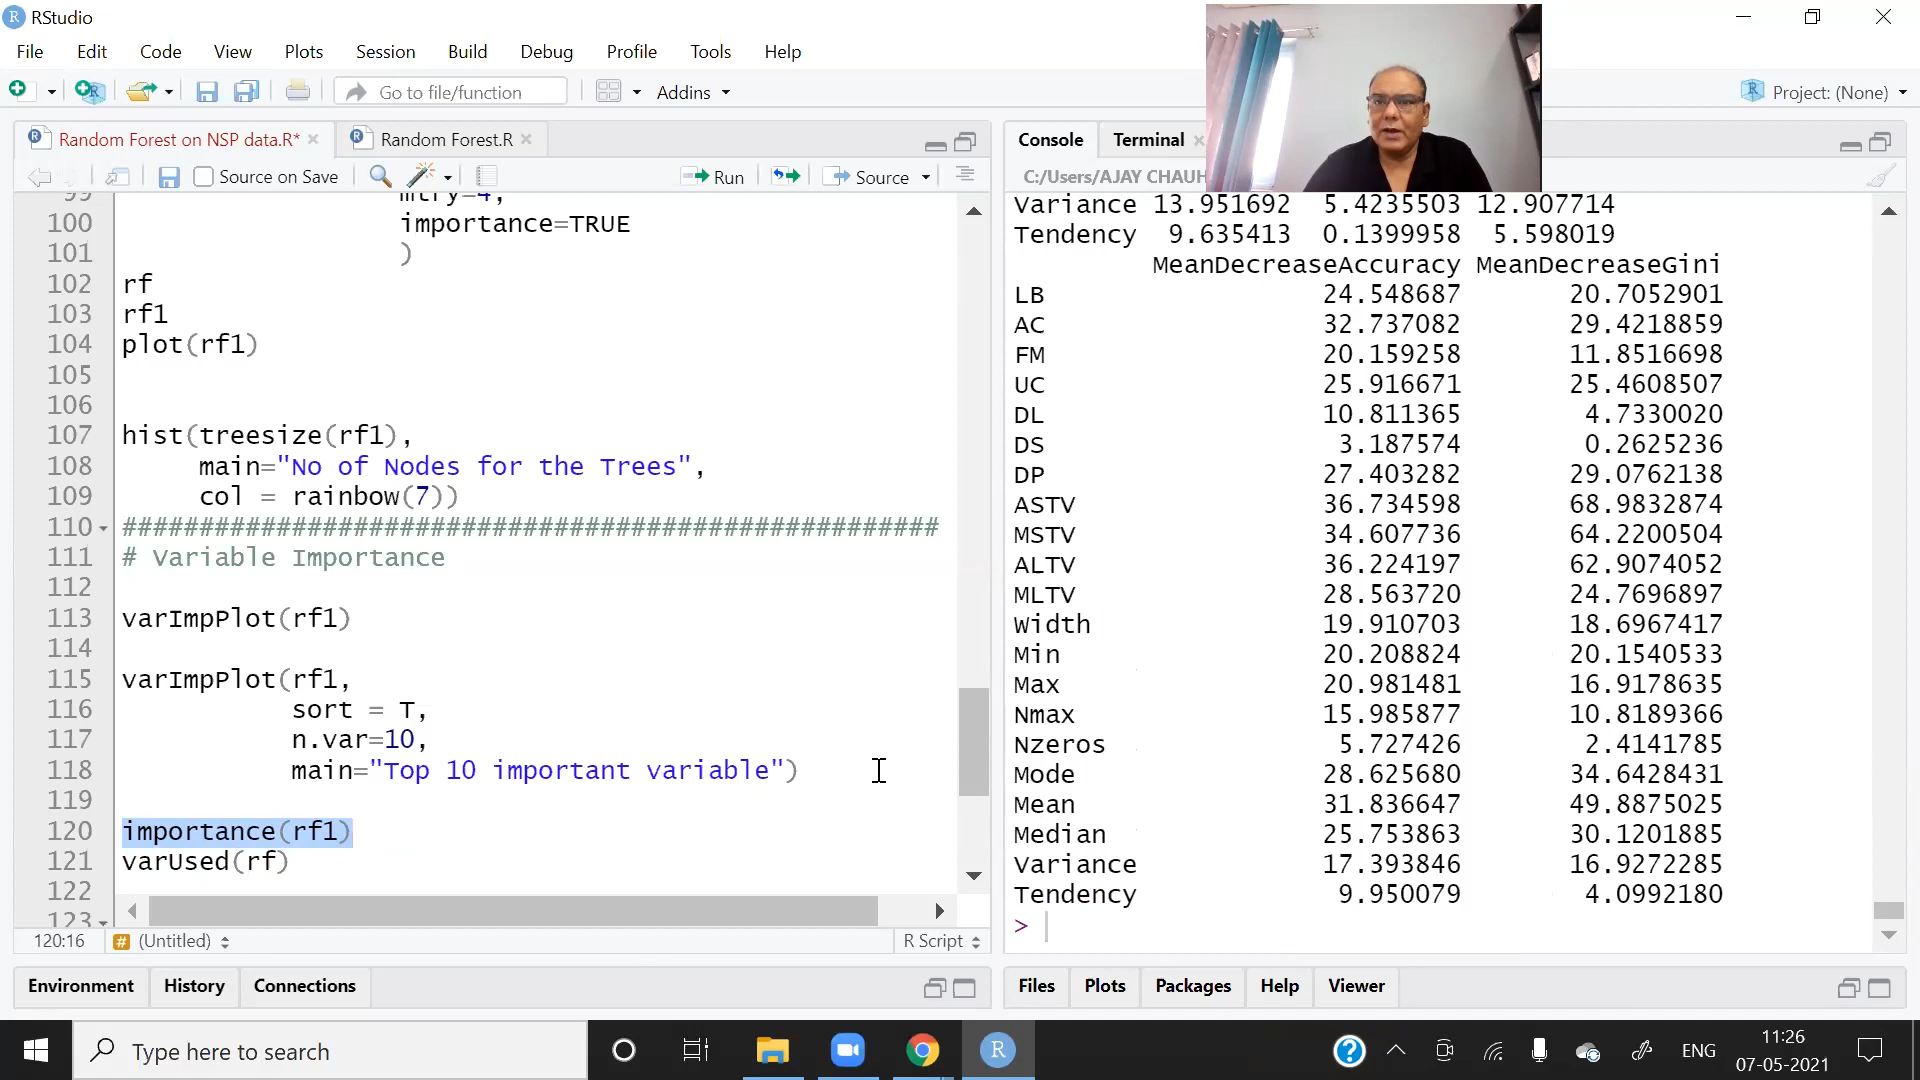 RStudio
File Edit Code View Plots Session Build Debug Profile Tools Help
Go to file/function Addins Project: (None)
Random Forest on NSP data.R* Random Forest.R
Source on Save Run Source
99 mtry=4,
100 importance=TRUE
101 )
102 rf
103 rf1
104 plot(rf1)
105
106
107 hist(treesize(rf1),
108 main="No of Nodes for the Trees",
109 col = rainbow(7))
110 #####################################################
111 # Variable Importance
112
113 varImpPlot(rf1)
114
115 varImpPlot(rf1,
116 sort = T,
117 n.var=10,
118 main="Top 10 important variable")
119
120 importance(rf1)
121 varUsed(rf)
122
123
120:16 # (Untitled) R Script
Environment History Connections
Console Terminal
C:/Users/AJAY CHAUH
Variance 13.951692 5.4235503 12.907714
Tendency 9.635413 0.1399958 5.598019
MeanDecreaseAccuracy MeanDecreaseGini
LB 24.548687 20.7052901
AC 32.737082 29.4218859
FM 20.159258 11.8516698
UC 25.916671 25.4608507
DL 10.811365 4.7330020
DS 3.187574 0.2625236
DP 27.403282 29.0762138
ASTV 36.734598 68.9832874
MSTV 34.607736 64.2200504
ALTV 36.224197 62.9074052
MLTV 28.563720 24.7696897
Width 19.910703 18.6967417
Min 20.208824 20.1540533
Max 20.981481 16.9178635
Nmax 15.985877 10.8189366
Nzeros 5.727426 2.4141785
Mode 28.625680 34.6428431
Mean 31.836647 49.8875025
Median 25.753863 30.1201885
Variance 17.393846 16.9272285
Tendency 9.950079 4.0992180
>
Files Plots Packages Help Viewer
Type here to search
ENG
11:26
07-05-2021